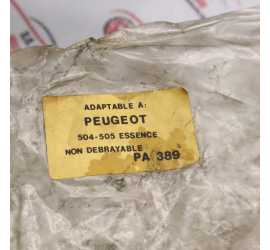 ADAPTABLE A:
PEUGEOT
504-505 ESSENCE
NON DEBRAYABLE
PA 389